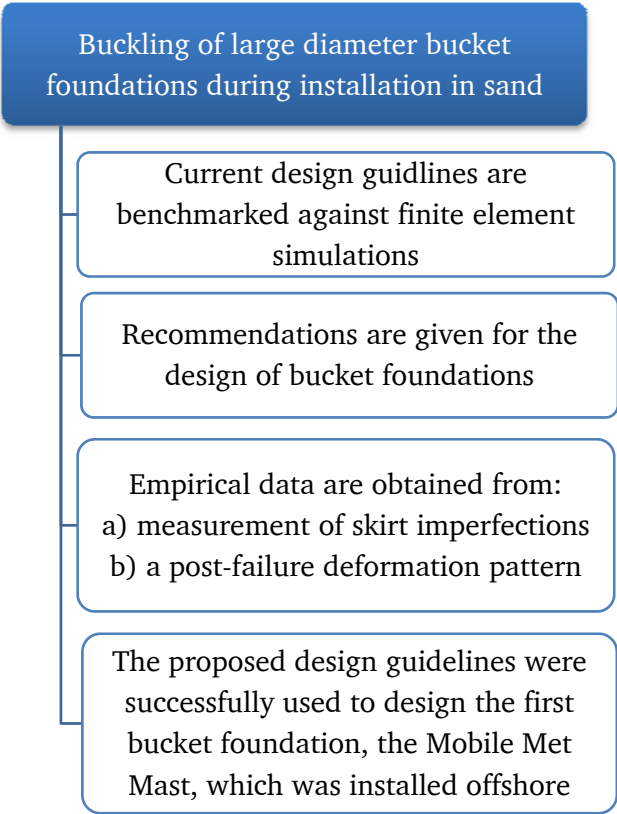 Buckling of large diameter bucket
foundations during installation in sand
Current design guidlines are
benchmarked against finite element
simulations
Recommendations are given for the
design of bucket foundations
Empirical data are obtained from:
a) measurement of skirt imperfections
b) a post-failure deformation pattern
The proposed design guidelines were
successfully used to design the first
bucket foundation, the Mobile Met
Mast, which was installed offshore